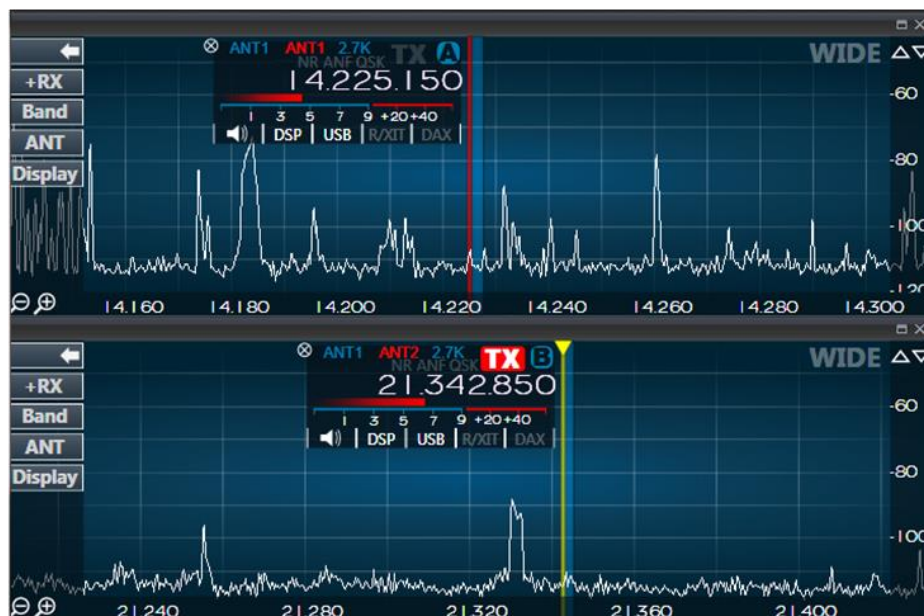 ANT1 ANT1 2.7K TX A WIDE
NR ANF QSK
+RX 14.225.150 -60
Band
1 3 5 7 9 +20 +40
ANT DSP USB R/XIT DAX
Display -80
-100
-120
14.160 14.180 14.200 14.220 14.240 14.260 14.280 14.300
ANT1 ANT2 2.7K TX B WIDE
NR ANF QSK
+RX 21.342.850 -60
Band
1 3 5 7 9 +20 +40
ANT DSP USB R/XIT DAX
Display -80
-100
21.240 21.280 21.320 21.360 21.400